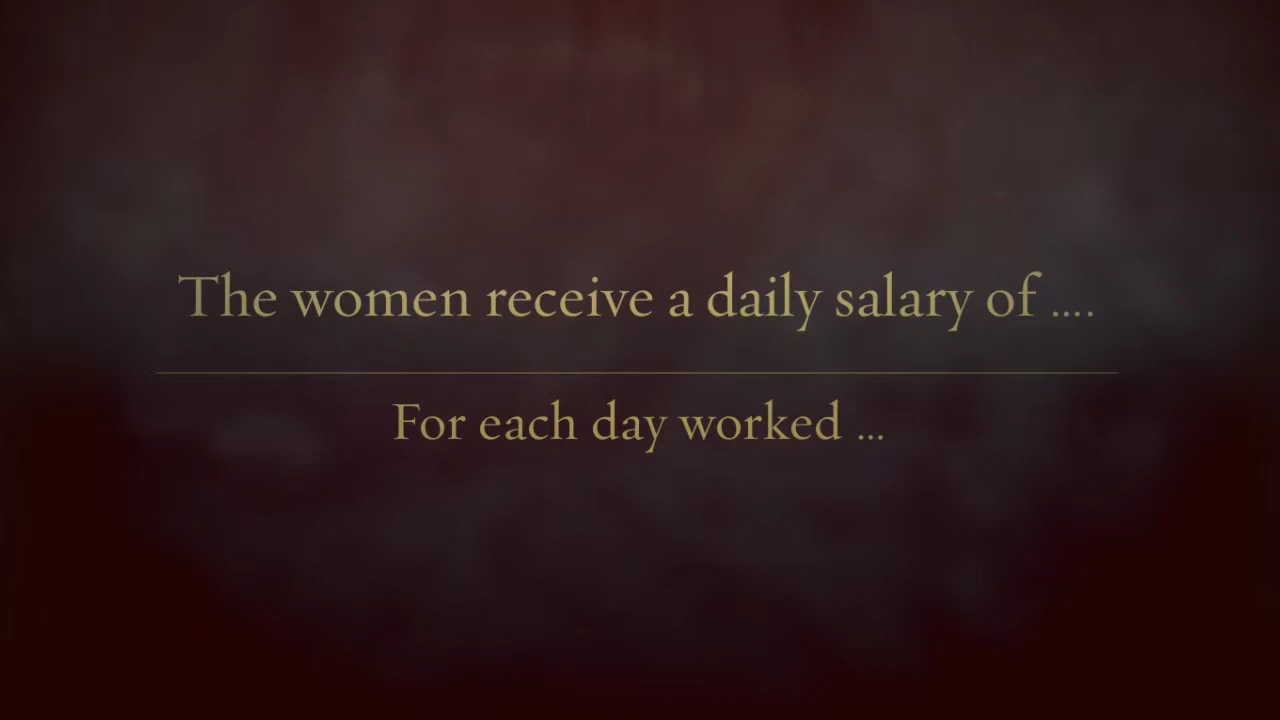 The women receive a daily salary of ....
For each day worked ...